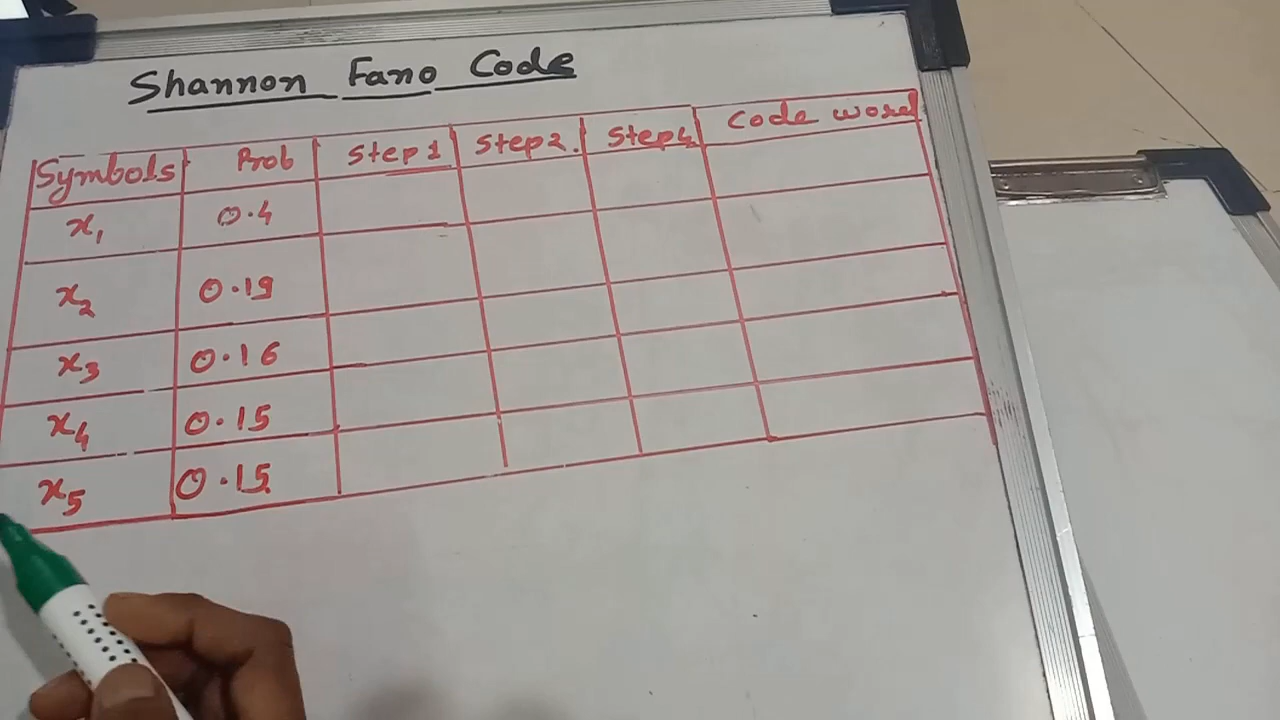 Shannon Fano Code
Symbols Prob Step 1 Step 2. Step 4 Code word
x₁ 0.4
x₂ 0.19
x₃ 0.16
x₄ 0.15
x₅ 0.15